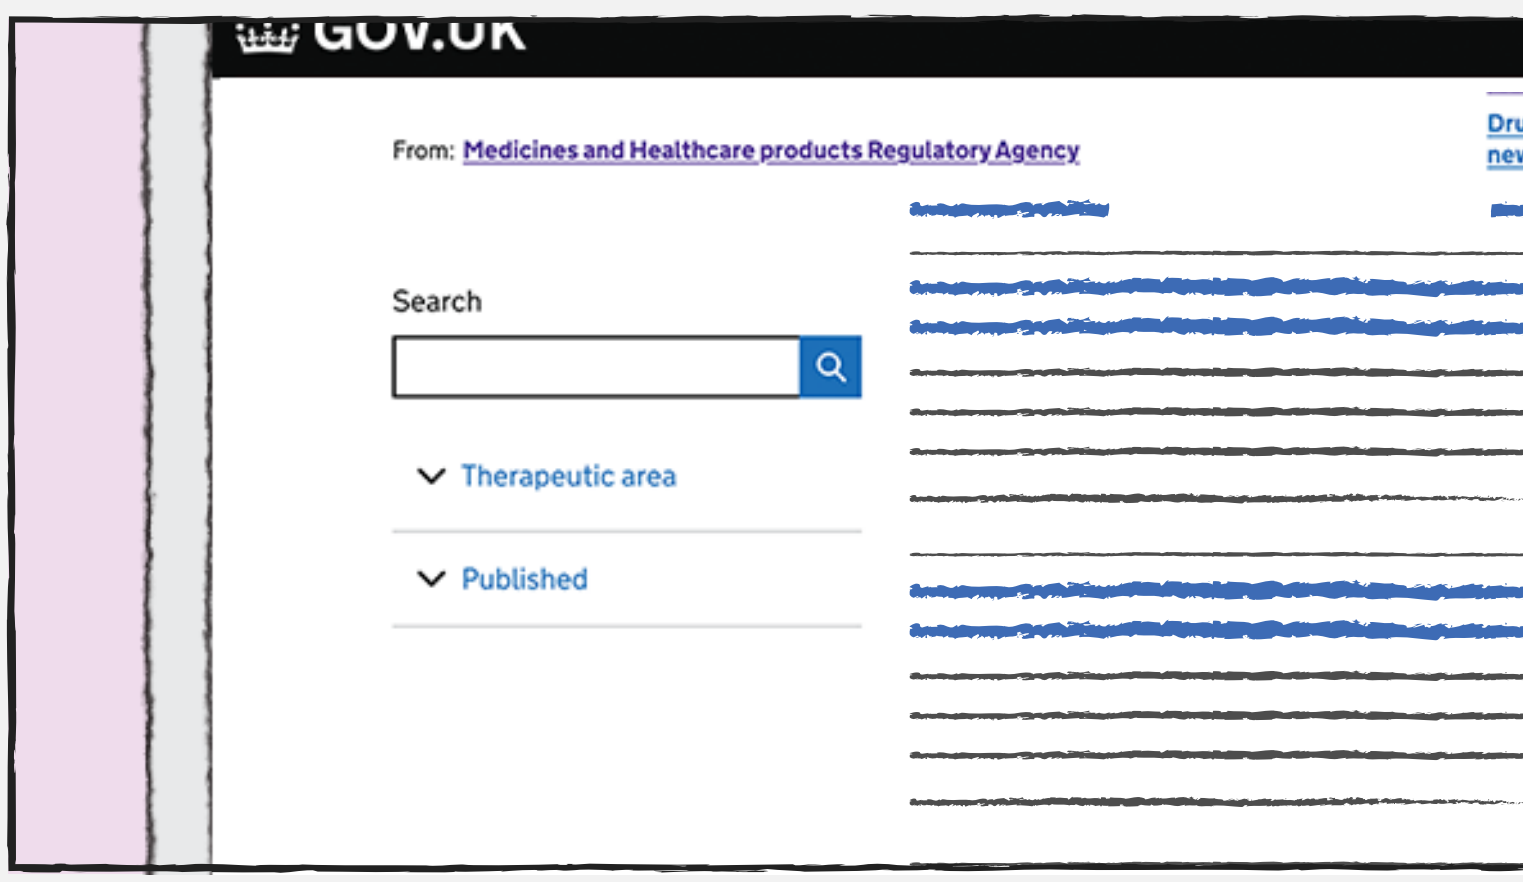 GOV.UK
From: Medicines and Healthcare products Regulatory Agency
Search
Therapeutic area
Published